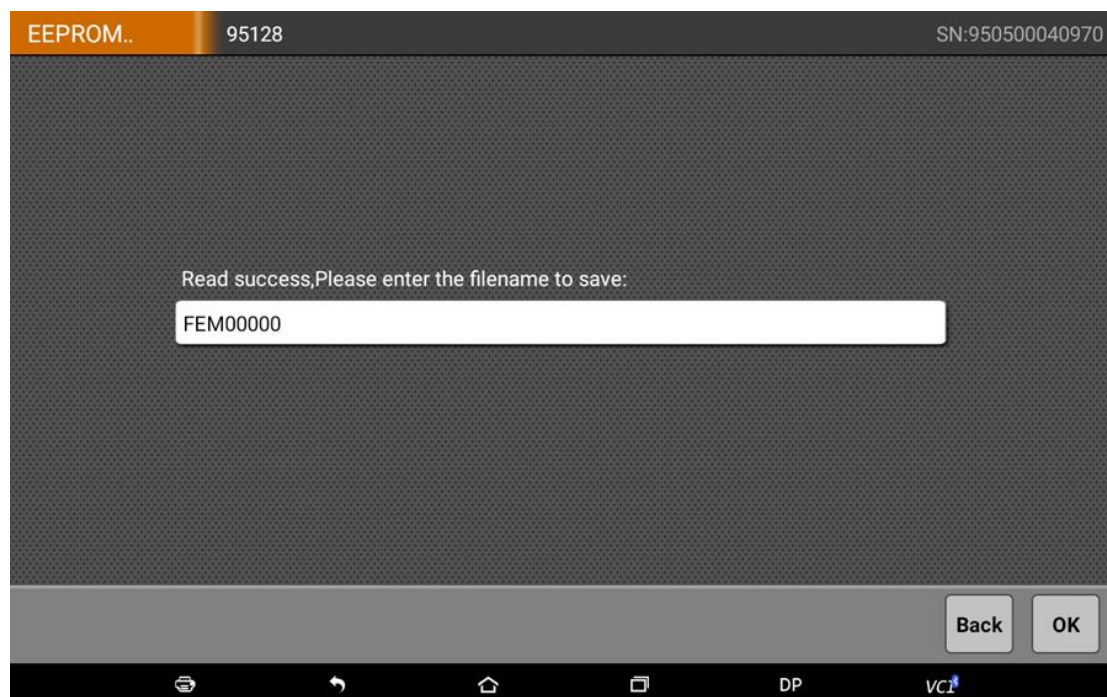 EEPROM..
95128
SN:950500040970
Read success,Please enter the filename to save:
FEM00000
Back
OK
DP
VCI